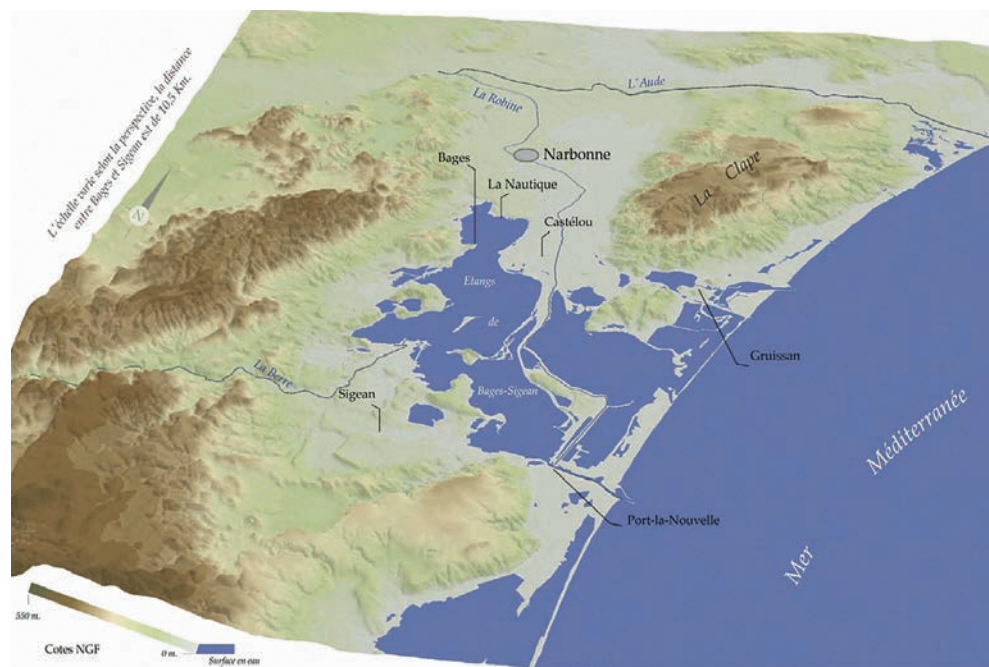 L'échelle varie selon la perspective, la distance
entre Bages et Sigean est de 10,5 Km.
N
L'Aude
La Robine
Narbonne
Bages
La Nautique
La Clape
Castélou
Etangs
de
Bages-Sigean
Gruissan
La Berre
Sigean
Méditerranée
Port-la-Nouvelle
Mer
550 m.
0 m.
Surface en eau
Cotes NGF